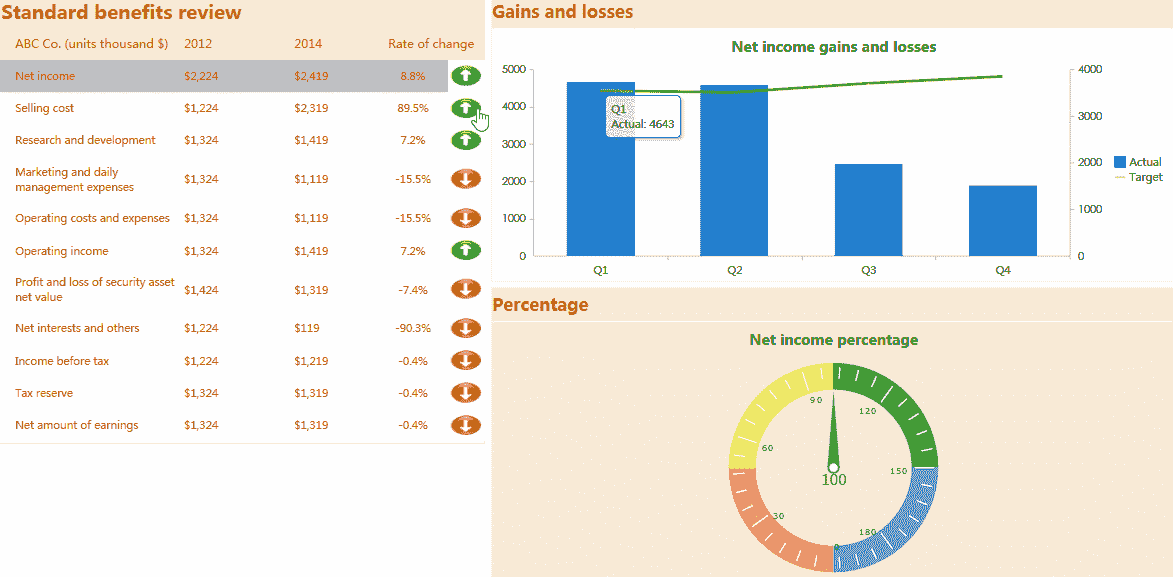 Standard benefits review
ABC Co. (units thousand $) 2012 2014 Rate of change
Net income $2,224 $2,419 8.8%
Selling cost $1,224 $2,319 89.5%
Research and development $1,324 $1,419 7.2%
Marketing and daily
management expenses $1,324 $1,119 -15.5%
Operating costs and expenses $1,324 $1,119 -15.5%
Operating income $1,324 $1,419 7.2%
Profit and loss of security asset
net value $1,424 $1,319 -7.4%
Net interests and others $1,224 $119 -90.3%
Income before tax $1,224 $1,219 -0.4%
Tax reserve $1,324 $1,319 -0.4%
Net amount of earnings $1,324 $1,319 -0.4%
Gains and losses
Net income gains and losses
5000 4000
4000 3000
3000 2000
2000 1000
1000 0
0
Q1
Actual: 4643
Actual
Target
Q1 Q2 Q3 Q4
Percentage
Net income percentage
90 120
60 150
100
30 180
0